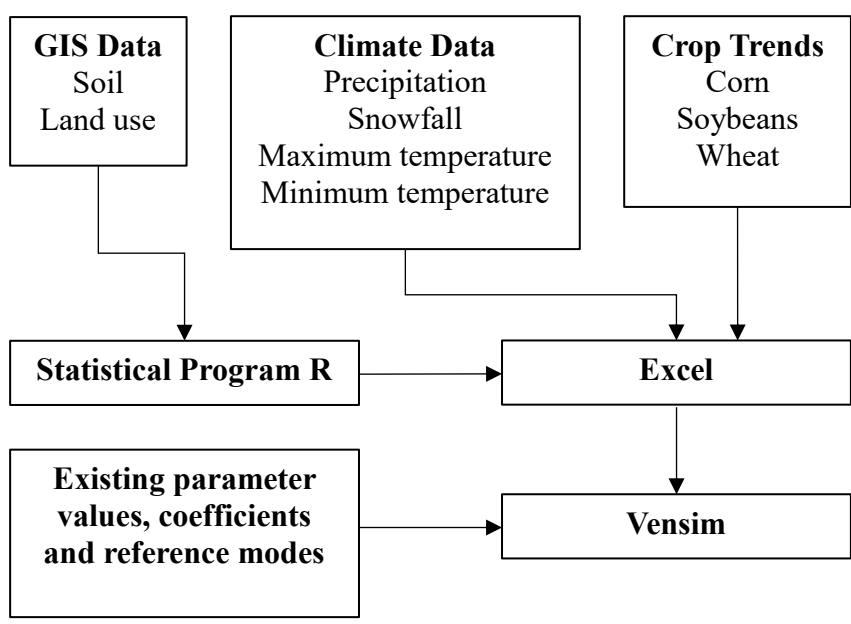 GIS Data
Soil
Land use
Climate Data
Precipitation
Snowfall
Maximum temperature
Minimum temperature
Crop Trends
Corn
Soybeans
Wheat
Statistical Program R
Excel
Existing parameter
values, coefficients
and reference modes
Vensim